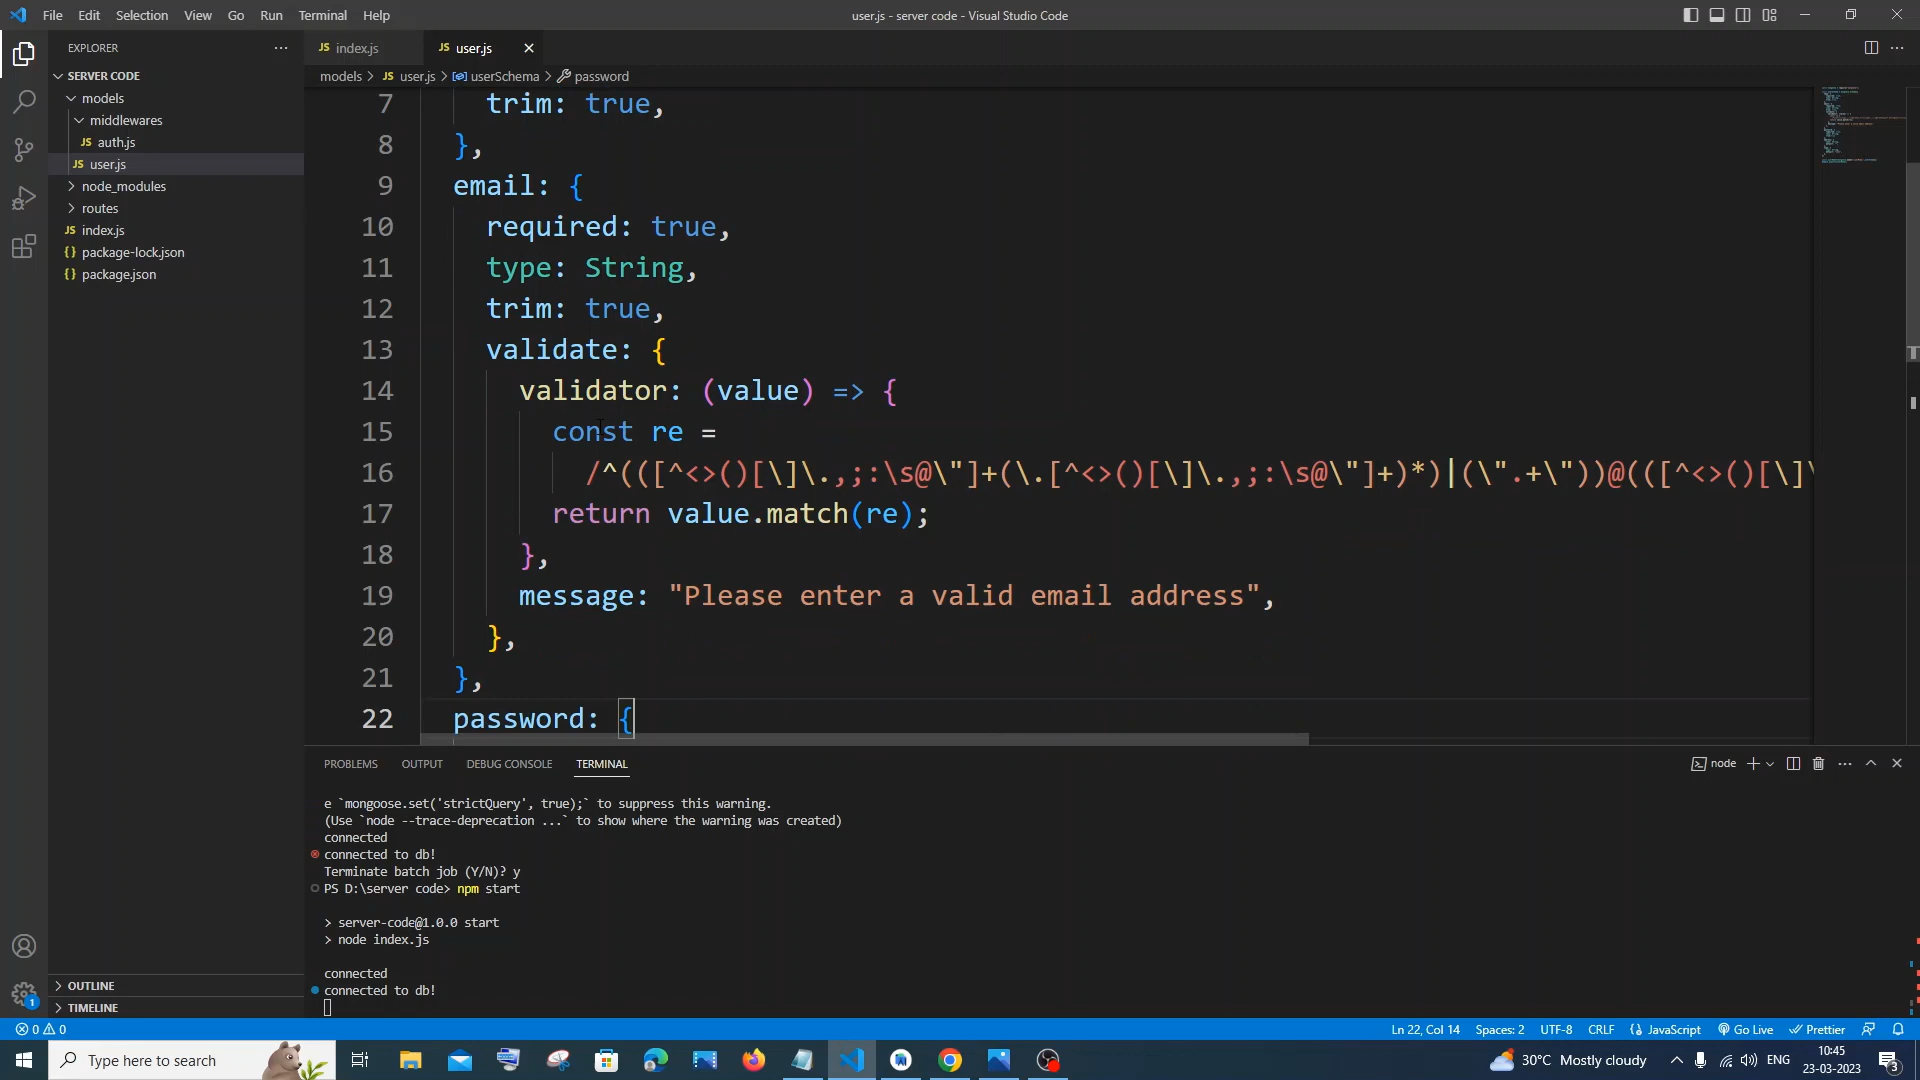 File Edit Selection View Go Run Terminal Help
user.js - server code - Visual Studio Code
EXPLORER
SERVER CODE
models
middlewares
JS auth.js
JS user.js
node_modules
routes
JS index.js
{} package-lock.json
{} package.json
OUTLINE
TIMELINE
JS index.js
JS user.js
models > JS user.js > userSchema > password
7 trim: true,
8 },
9 email: {
10 required: true,
11 type: String,
12 trim: true,
13 validate: {
14 validator: (value) => {
15 const re =
16 /^(([^<>()[\]\.,;:\s@\"]+(\.[^<>()[\]\.,;:\s@\"]+)*)|(\".+\"))@(([^<>()[\]\
17 return value.match(re);
18 },
19 message: "Please enter a valid email address",
20 },
21 },
22 password: {
PROBLEMS OUTPUT DEBUG CONSOLE TERMINAL
node
e `mongoose.set('strictQuery', true);` to suppress this warning.
(Use `node --trace-deprecation ...` to show where the warning was created)
connected
connected to db!
Terminate batch job (Y/N)? y
PS D:\server code> npm start
> server-code@1.0.0 start
> node index.js
connected
connected to db!
0 0
Ln 22, Col 14 Spaces: 2 UTF-8 CRLF {} JavaScript Go Live Prettier
Type here to search
30°C Mostly cloudy
ENG
10:45
23-03-2023
3
1